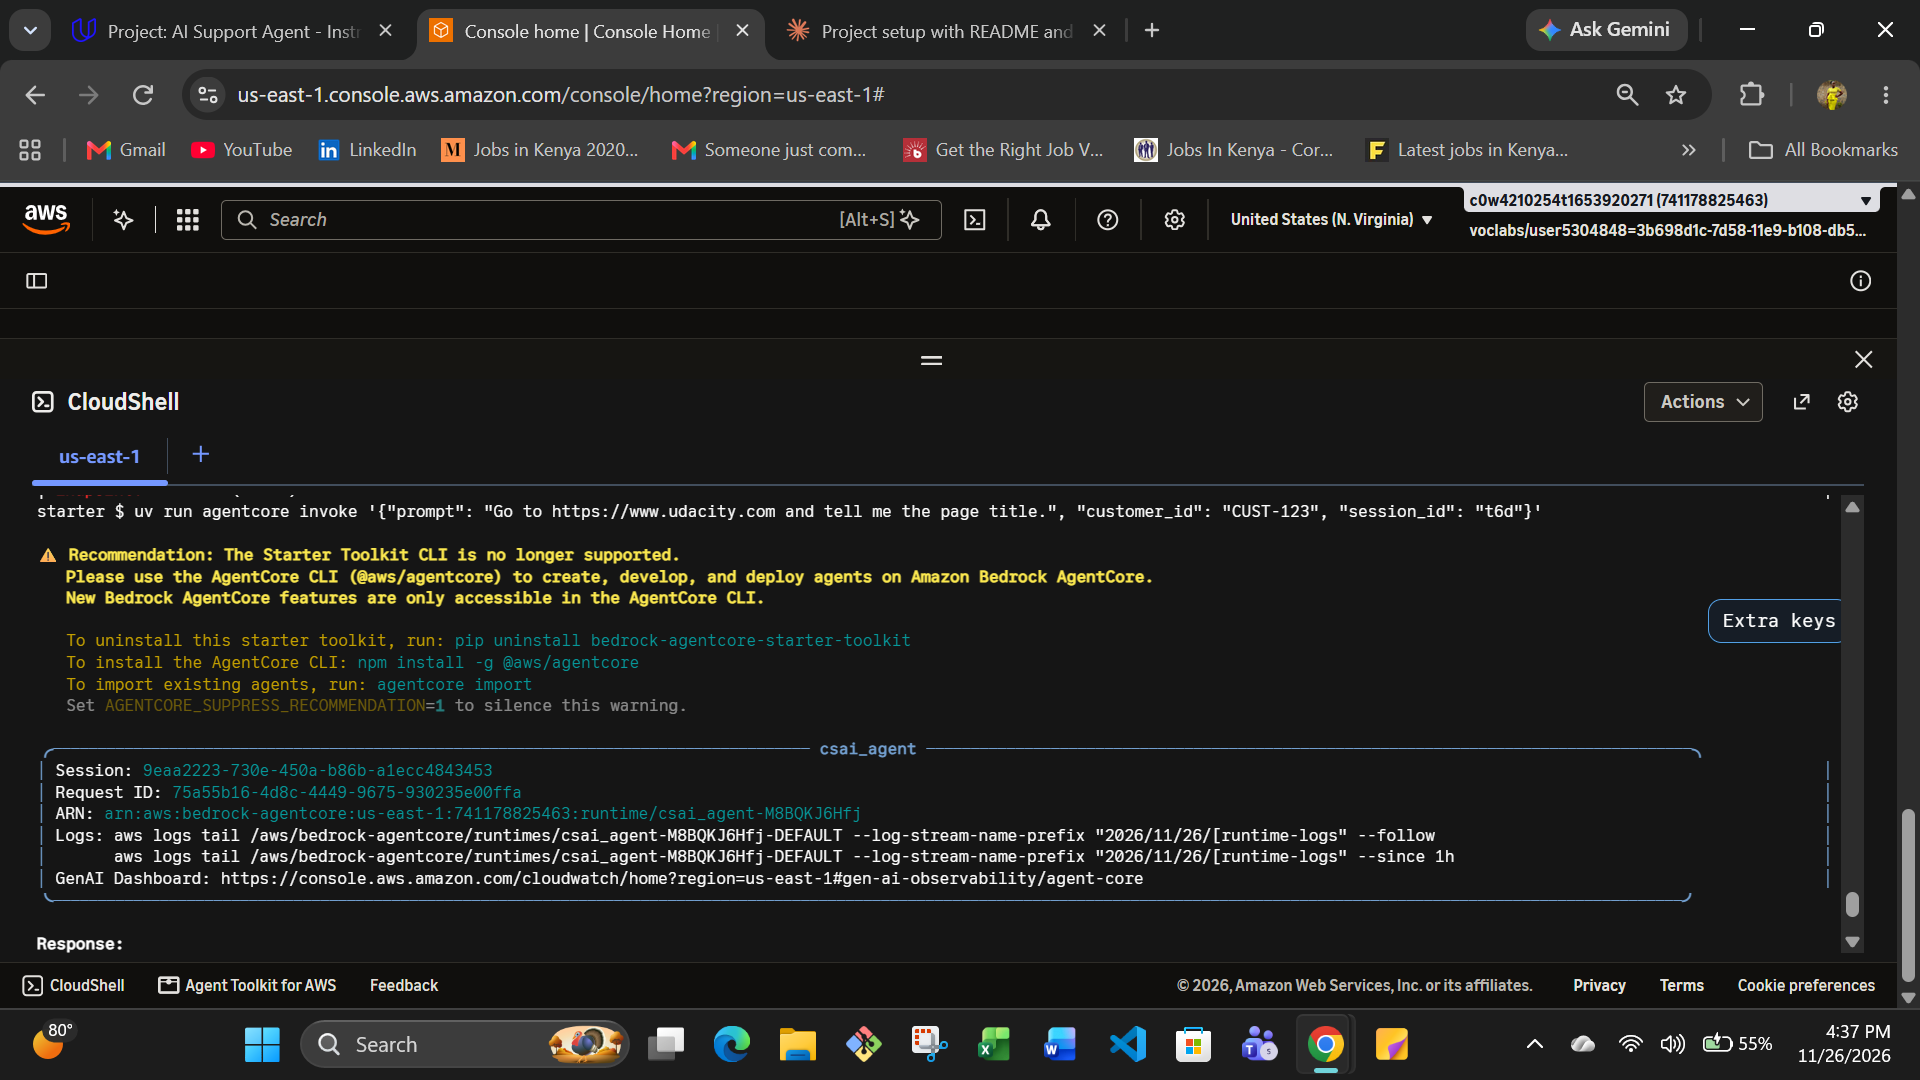 Project: AI Support Agent - Instr
Console home | Console Home
Project setup with README and
Ask Gemini
us-east-1.console.aws.amazon.com/console/home?region=us-east-1#
Gmail
YouTube
LinkedIn
Jobs in Kenya 2020...
Someone just com...
Get the Right Job V...
Jobs In Kenya - Cor...
Latest jobs in Kenya...
All Bookmarks
aws
Search
[Alt+S]
United States (N. Virginia)
c0w4210254t1653920271 (741178825463)
voclabs/user5304848=3b698d1c-7d58-11e9-b108-db5...
CloudShell
Actions
us-east-1
starter $ uv run agentcore invoke '{"prompt": "Go to https://www.udacity.com and tell me the page title.", "customer_id": "CUST-123", "session_id": "t6d"}'
Recommendation: The Starter Toolkit CLI is no longer supported.
Please use the AgentCore CLI (@aws/agentcore) to create, develop, and deploy agents on Amazon Bedrock AgentCore.
New Bedrock AgentCore features are only accessible in the AgentCore CLI.
Extra keys
To uninstall this starter toolkit, run: pip uninstall bedrock-agentcore-starter-toolkit
To install the AgentCore CLI: npm install -g @aws/agentcore
To import existing agents, run: agentcore import
Set AGENTCORE_SUPPRESS_RECOMMENDATION=1 to silence this warning.
csai_agent
Session: 9eaa2223-730e-450a-b86b-a1ecc4843453
Request ID: 75a55b16-4d8c-4449-9675-930235e00ffa
ARN: arn:aws:bedrock-agentcore:us-east-1:741178825463:runtime/csai_agent-M8BQKJ6Hfj
Logs: aws logs tail /aws/bedrock-agentcore/runtimes/csai_agent-M8BQKJ6Hfj-DEFAULT --log-stream-name-prefix "2026/11/26/[runtime-logs" --follow
aws logs tail /aws/bedrock-agentcore/runtimes/csai_agent-M8BQKJ6Hfj-DEFAULT --log-stream-name-prefix "2026/11/26/[runtime-logs" --since 1h
GenAI Dashboard: https://console.aws.amazon.com/cloudwatch/home?region=us-east-1#gen-ai-observability/agent-core
Response:
CloudShell
Agent Toolkit for AWS
Feedback
© 2026, Amazon Web Services, Inc. or its affiliates.
Privacy
Terms
Cookie preferences
80°
Search
55%
4:37 PM
11/26/2026